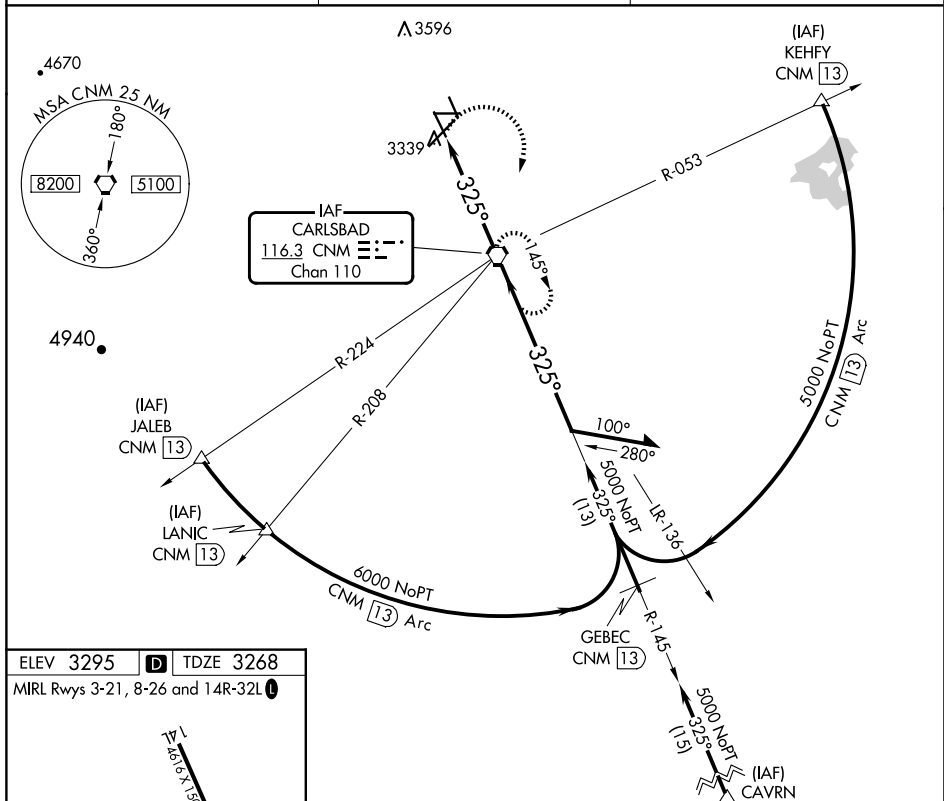 3596
(IAF)
KEHFY
CNM 13
4670
MSA CNM 25 NM
180°
8200
5100
360°
3339
325°
R-053
IAF
CARLSBAD
116.3 CNM
Chan 110
145°
4940
R-224
R-208
325°
5000 NoPT
CNM 13 Arc
(IAF)
JALEB
CNM 13
100°
280°
5000 NoPT
325°
(13)
LR-136
(IAF)
LANIC
CNM 13
6000 NoPT
CNM 13 Arc
GEBEC
CNM 13
R-145
5000 NoPT
325°
(15)
(IAF)
CAVRN
ELEV 3295 D TDZE 3268
MIRL Rwys 3-21, 8-26 and 14R-32L L
14L